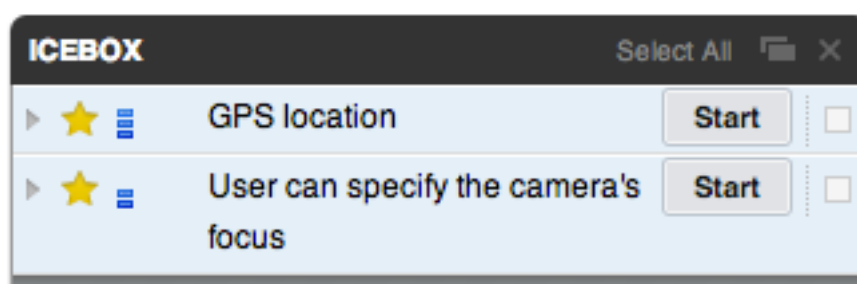 ICEBOX Select All
GPS location Start
User can specify the camera's Start
focus